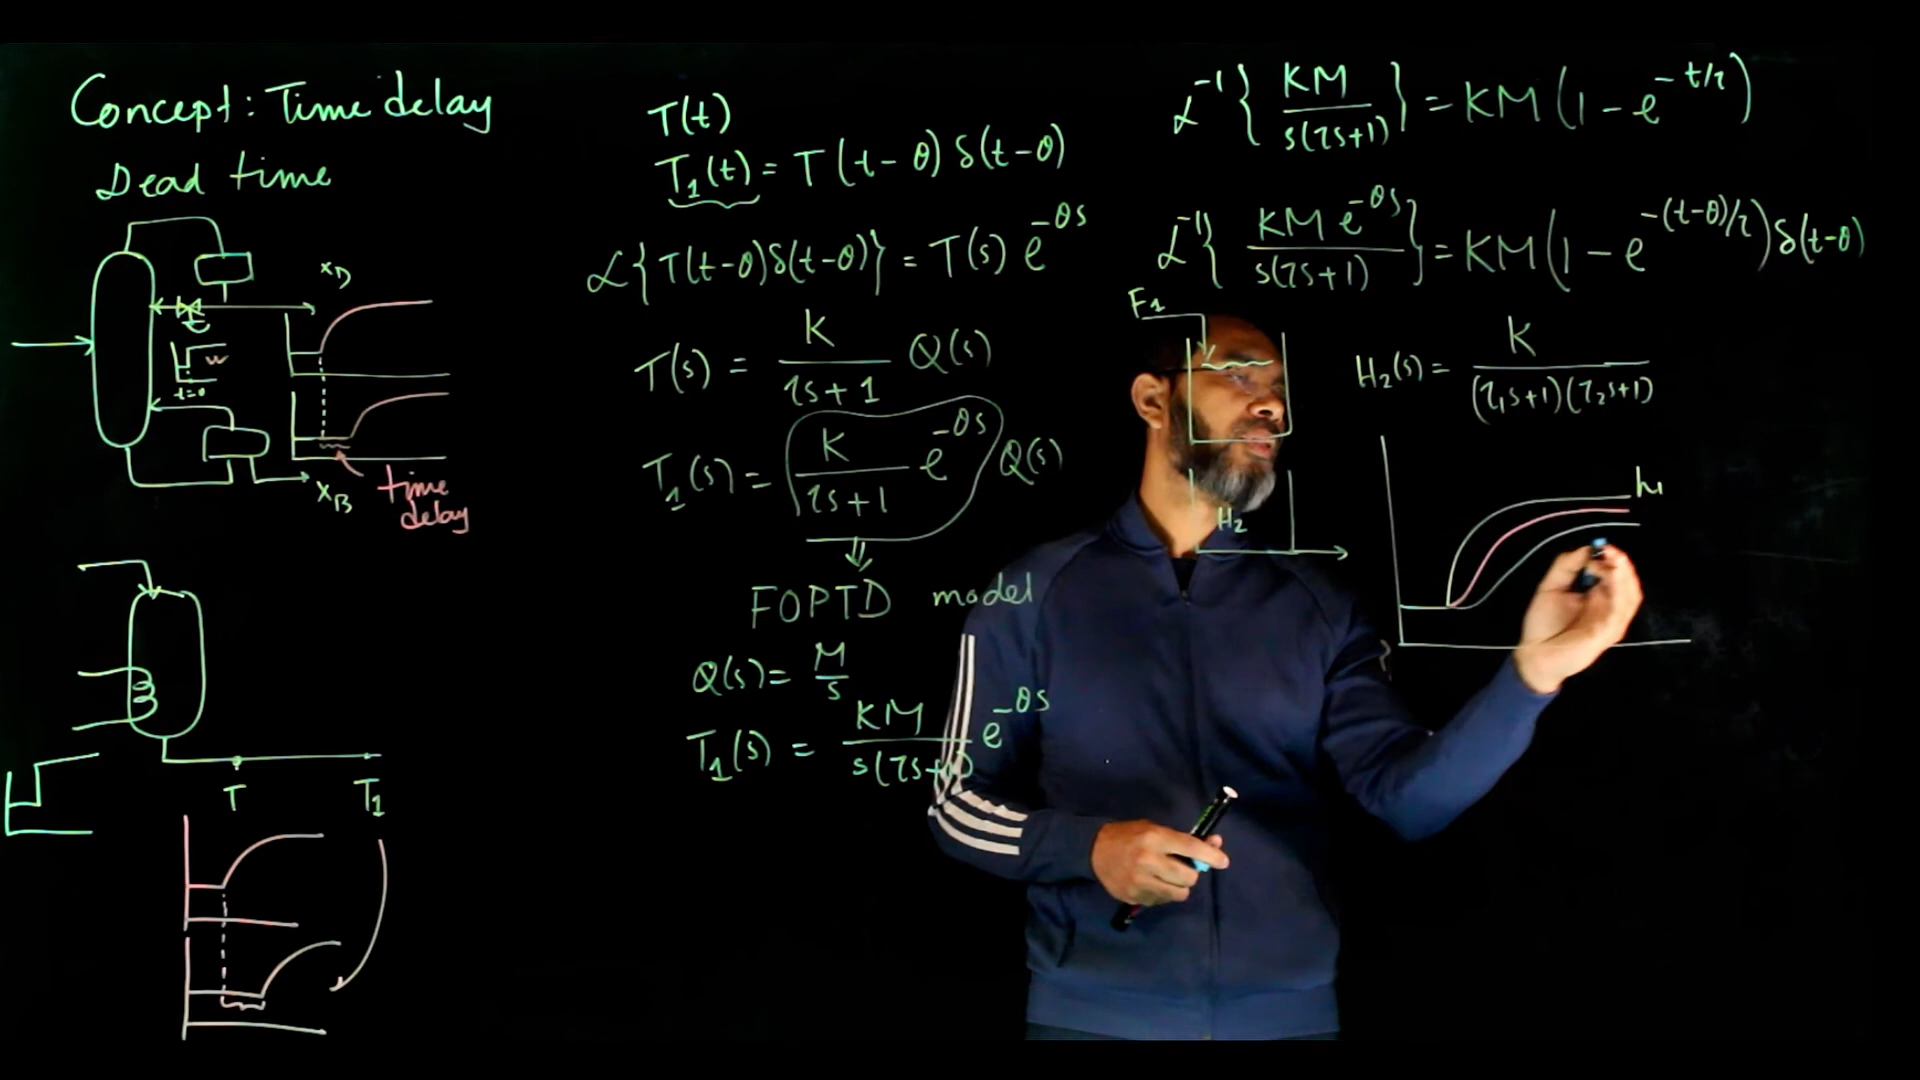 Concept: Time delay
Dead time
x_D
w
t=0
x_B
time delay
T
T_1
T(t)
T_1(t) = T(t-θ) δ(t-θ)
ℒ{T(t-θ)δ(t-θ)} = T(s) e^{-θs}
T(s) = K/(τs+1) Q(s)
T_1(s) = K/(τs+1) e^{-θs} Q(s)
⇓
FOPTD model
Q(s) = M/s
T_1(s) = KM/(s(τs+1)) e^{-θs}
ℒ^{-1}{KM/(s(τs+1))} = KM(1-e^{-t/τ})
ℒ^{-1}{KM e^{-θs}/(s(τs+1))} = KM(1-e^{-(t-θ)/τ})δ(t-θ)
F_1
H_2
H_2(s) = K/((τ_1s+1)(τ_2s+1))
h_1